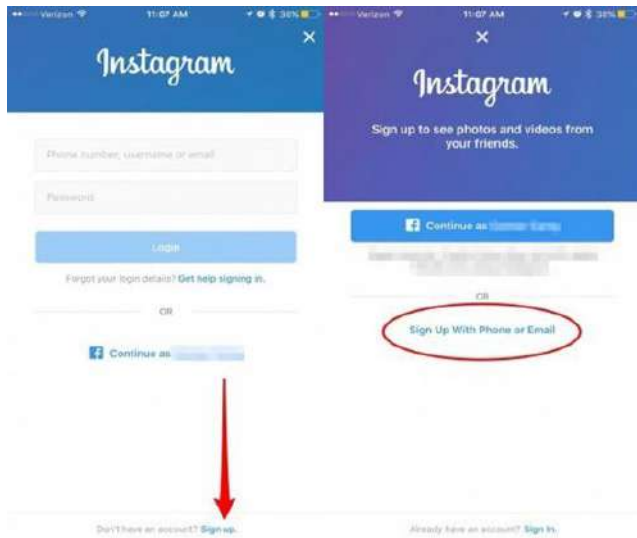 Verizon 11:07 AM 38%
Instagram
Phone number, username or email
Password
Login
Forgot your login details? Get help signing in.
OR
Continue as
Don't have an account? Sign up.
Verizon 11:07 AM 38%
Instagram
Sign up to see photos and videos from
your friends.
Continue as
OR
Sign Up With Phone or Email
Already have an account? Sign In.